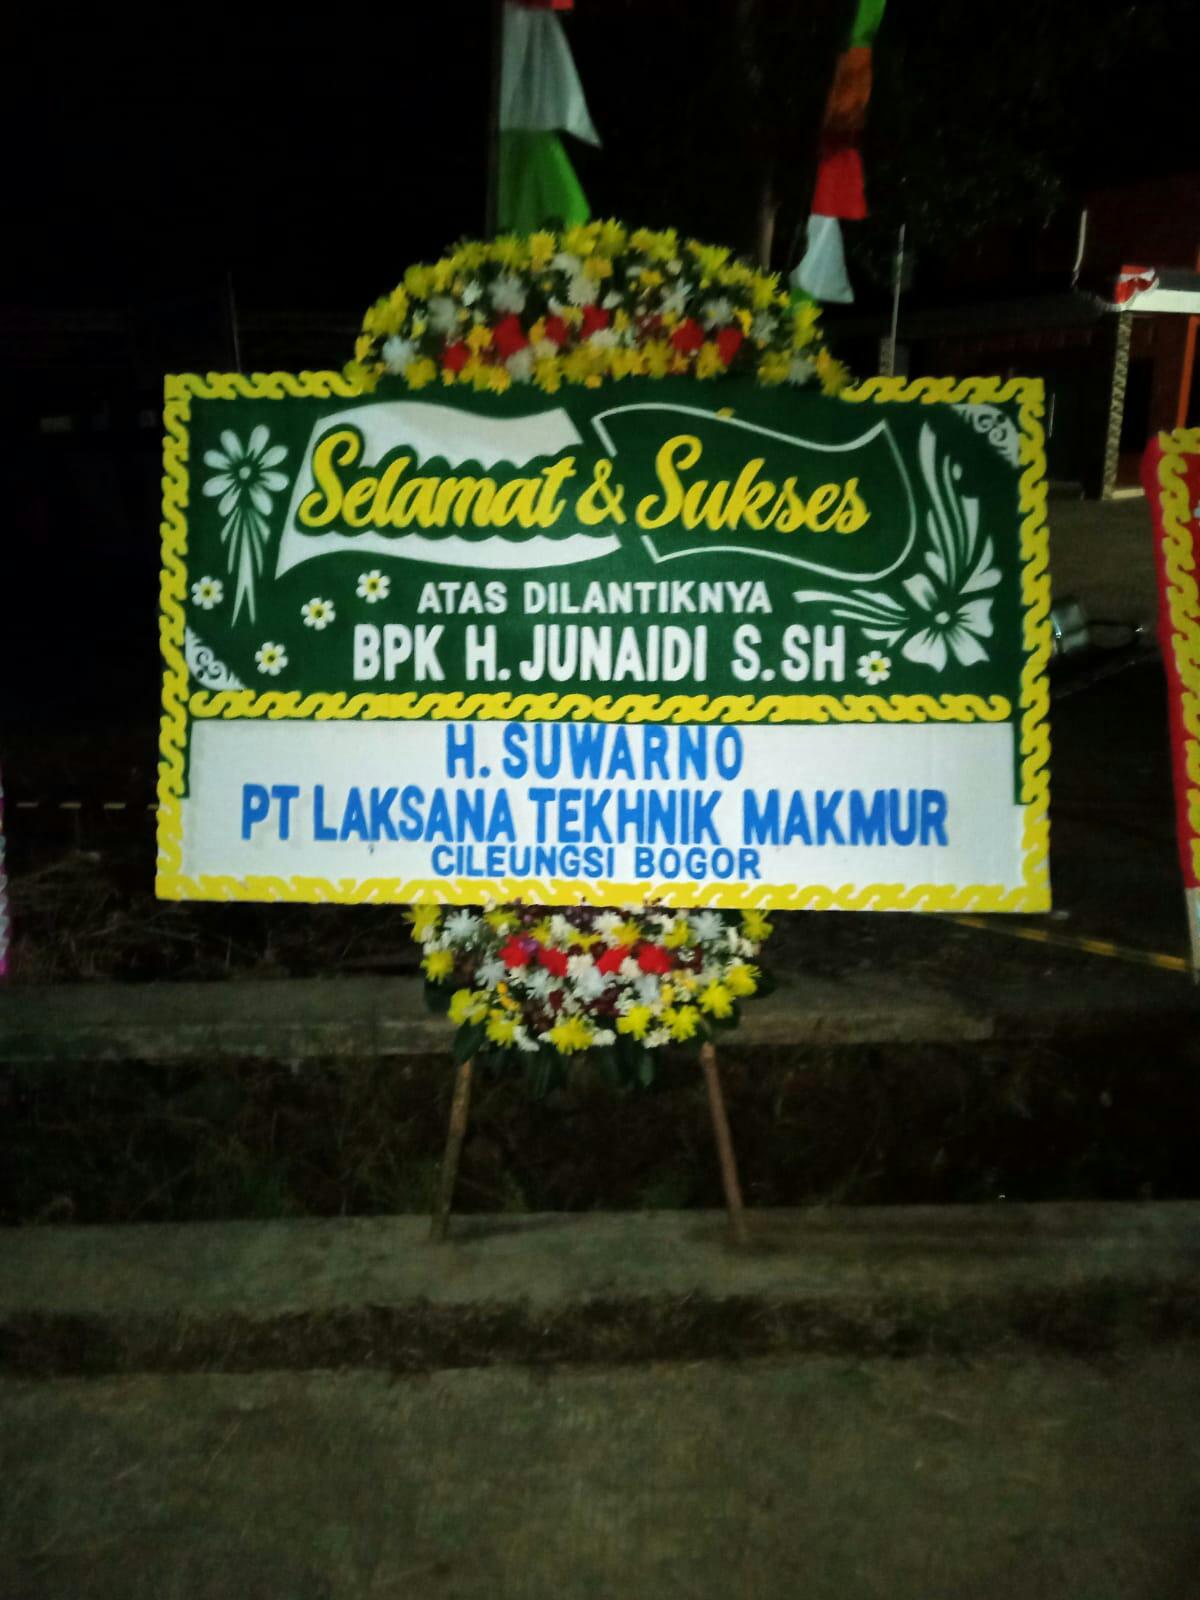 Selamat & Sukses
ATAS DILANTIKNYA
BPK H. JUNAIDI S.SH
H. SUWARNO
PT LAKSANA TEKHNIK MAKMUR
CILEUNGSI BOGOR